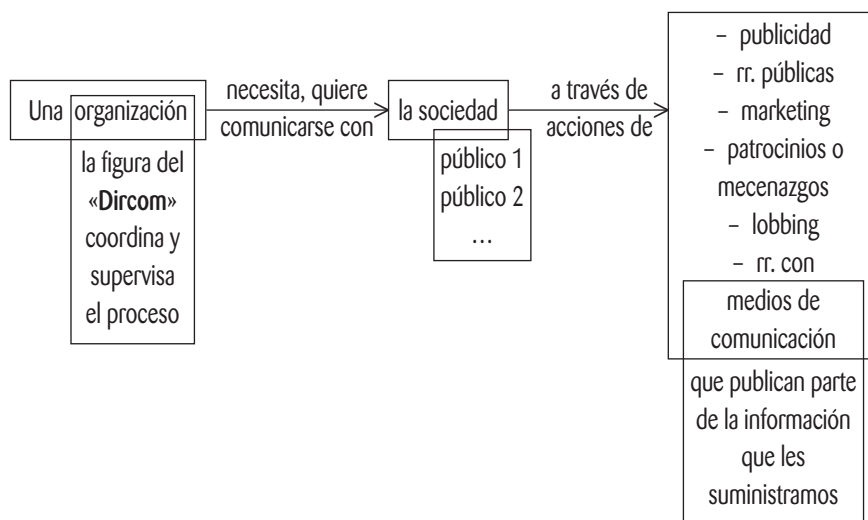 Una organización
la figura del
«Dircom»
coordina y
supervisa
el proceso
necesita, quiere
comunicarse con
la sociedad
público 1
público 2
...
a través de
acciones de
– publicidad
– rr. públicas
– marketing
– patrocinios o
mecenazgos
– lobbing
– rr. con
medios de
comunicación
que publican parte
de la información
que les
suministramos